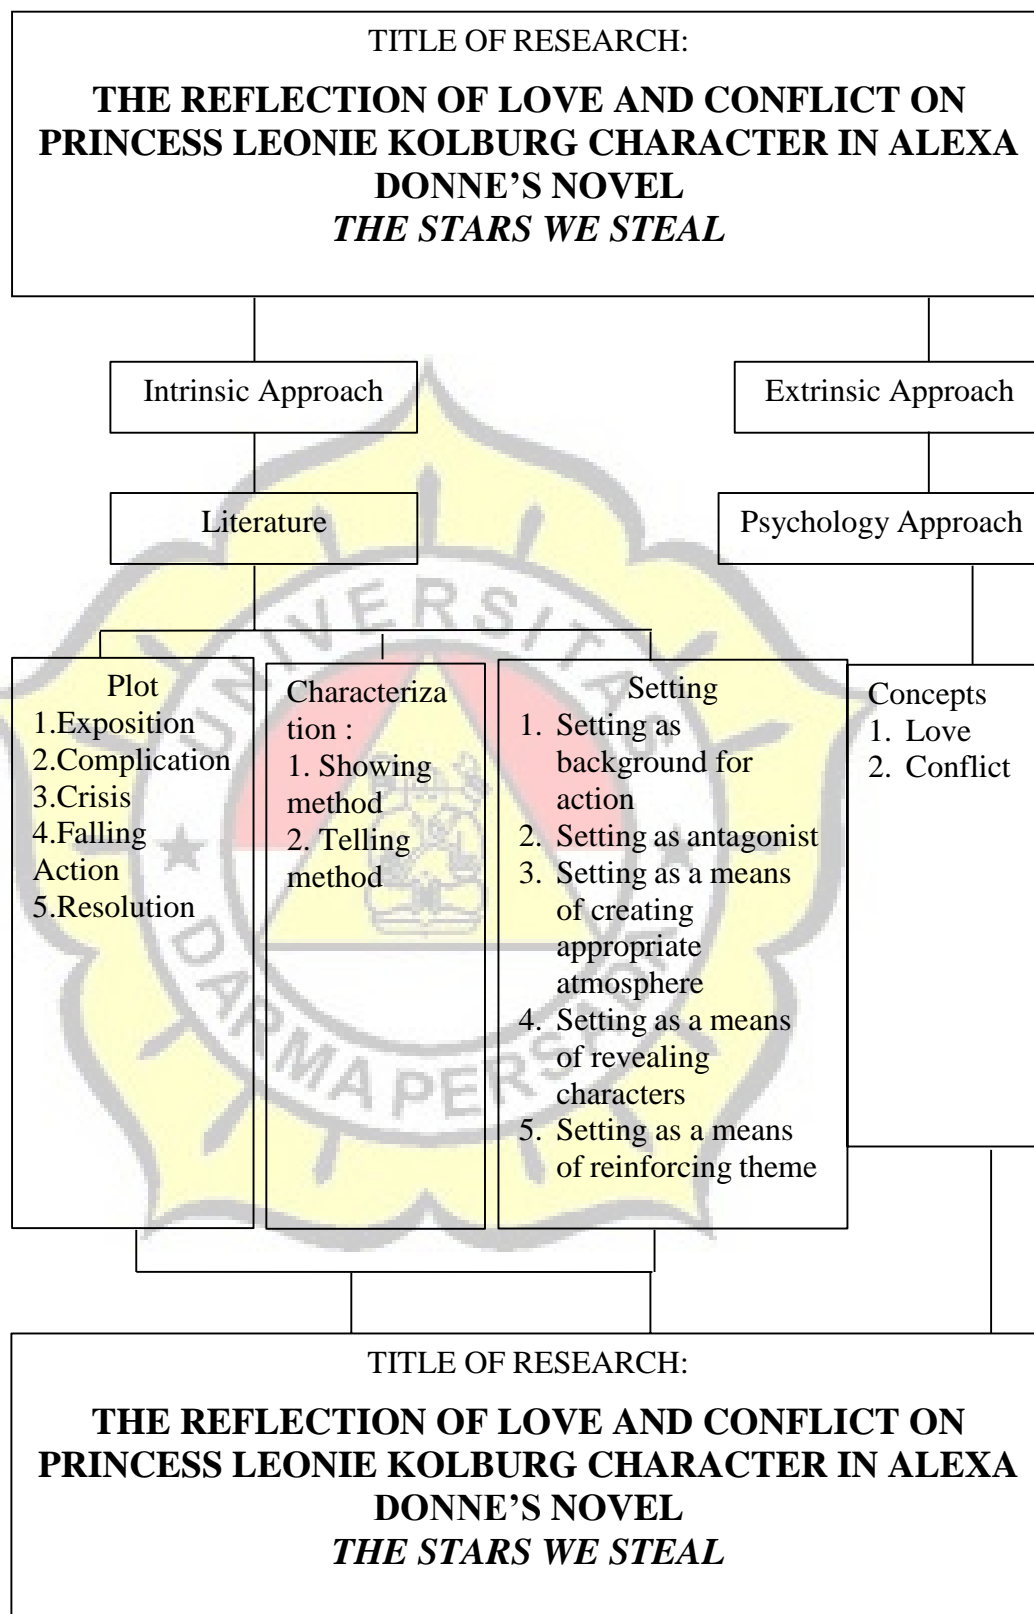 TITLE OF RESEARCH:
THE REFLECTION OF LOVE AND CONFLICT ON
PRINCESS LEONIE KOLBURG CHARACTER IN ALEXA
DONNE’S NOVEL
THE STARS WE STEAL
Intrinsic Approach
Extrinsic Approach
Literature
Psychology Approach
Plot
1.Exposition
2.Complication
3.Crisis
4.Falling
Action
5.Resolution
Characteriza
tion :
1. Showing
method
2. Telling
method
Setting
1. Setting as
background for
action
2. Setting as antagonist
3. Setting as a means
of creating
appropriate
atmosphere
4. Setting as a means
of revealing
characters
5. Setting as a means
of reinforcing theme
Concepts
1. Love
2. Conflict
UNIVERSITAS
DARMA PERSADA
TITLE OF RESEARCH:
THE REFLECTION OF LOVE AND CONFLICT ON
PRINCESS LEONIE KOLBURG CHARACTER IN ALEXA
DONNE’S NOVEL
THE STARS WE STEAL